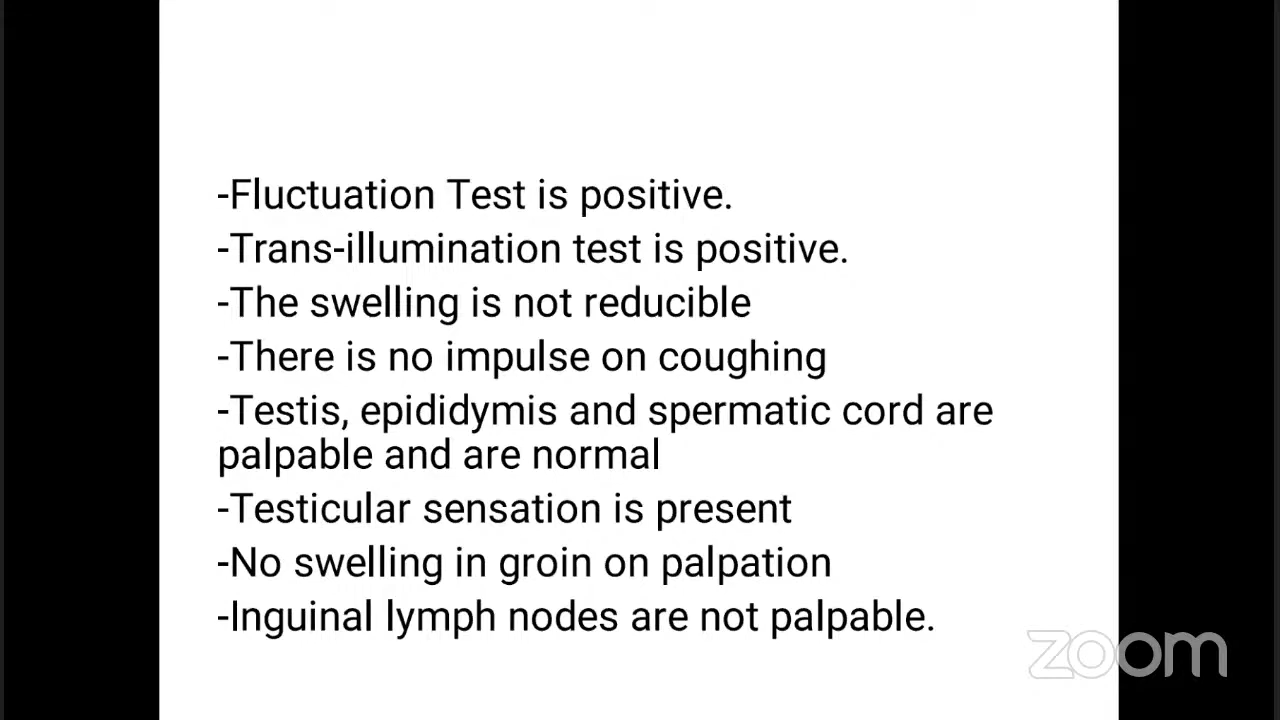 -Fluctuation Test is positive.
-Trans-illumination test is positive.
-The swelling is not reducible
-There is no impulse on coughing
-Testis, epididymis and spermatic cord are
palpable and are normal
-Testicular sensation is present
-No swelling in groin on palpation
-Inguinal lymph nodes are not palpable.
zoom